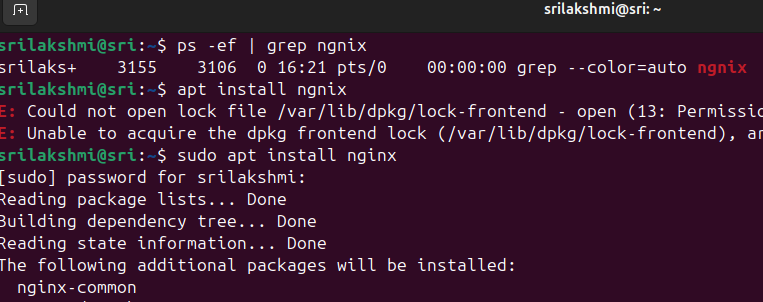 srilakshmi@sri: ~
srilakshmi@sri:~$ ps -ef | grep ngnix
srilaks+    3155    3106  0 16:21 pts/0    00:00:00 grep --color=auto ngnix
srilakshmi@sri:~$ apt install ngnix
E: Could not open lock file /var/lib/dpkg/lock-frontend - open (13:
E: Unable to acquire the dpkg frontend lock (/var/lib/dpkg/lock-frontend),
srilakshmi@sri:~$ sudo apt install nginx
[sudo] password for srilakshmi:
Reading package lists... Done
Building dependency tree... Done
Reading state information... Done
The following additional packages will be installed:
  nginx-common